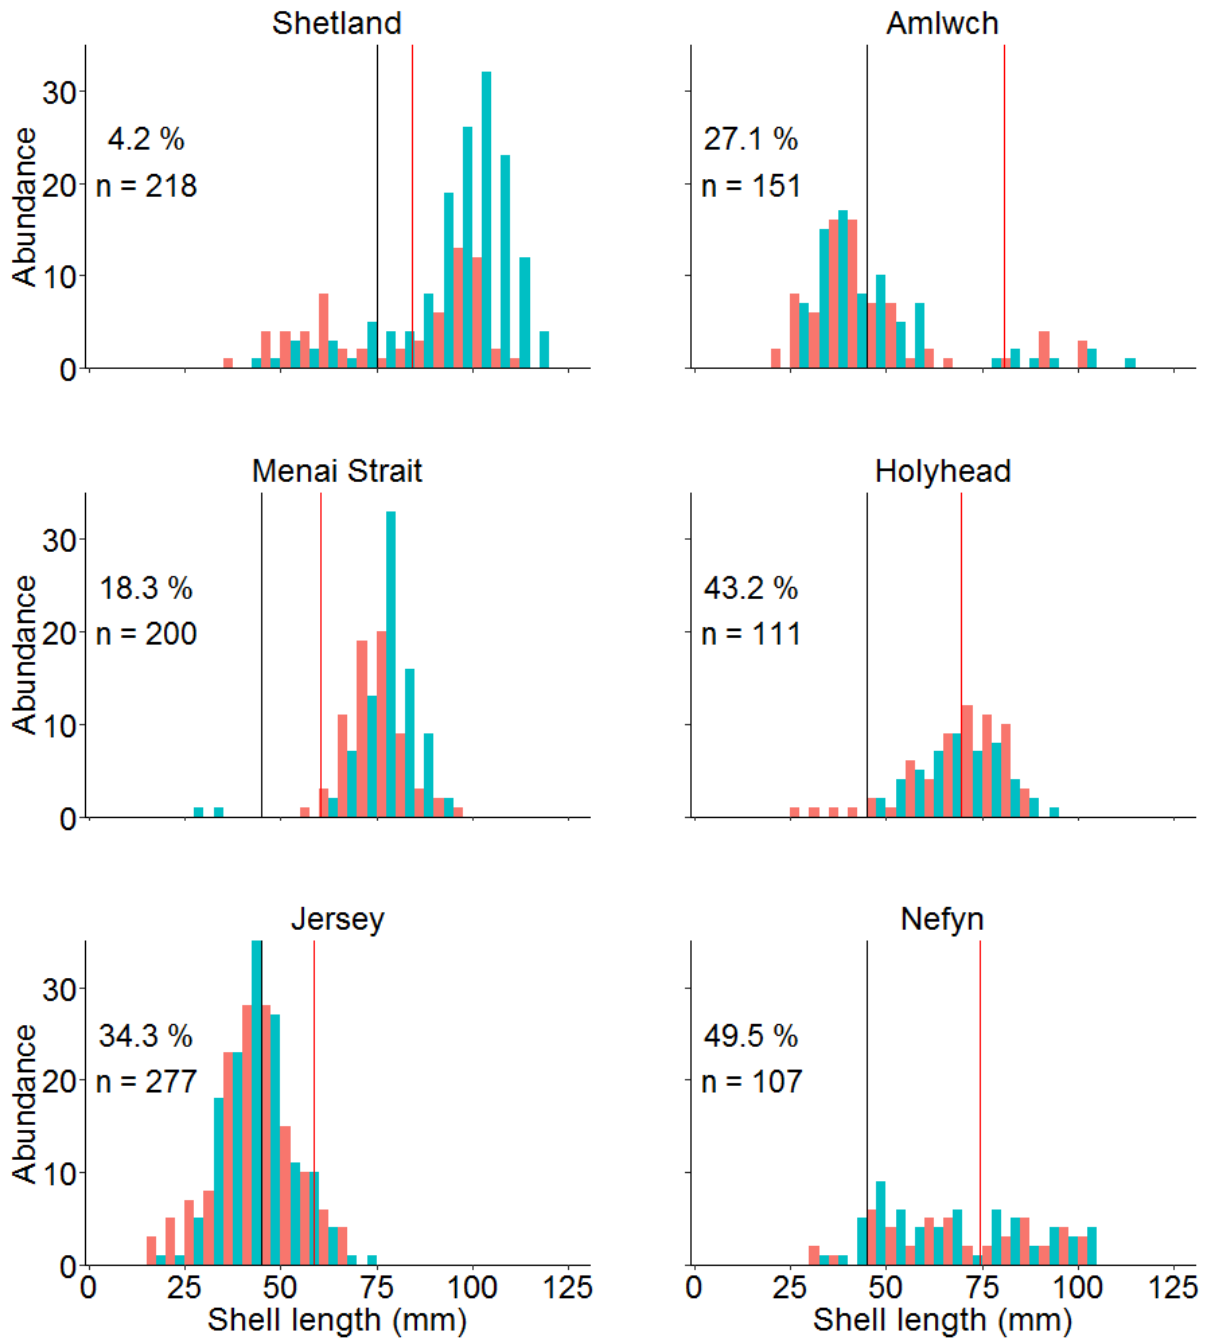 Shetland
Amlwch
Abundance
30
20
10
0
4.2 %
n = 218
27.1 %
n = 151
Menai Strait
Holyhead
Abundance
30
20
10
0
18.3 %
n = 200
43.2 %
n = 111
Jersey
Nefyn
Abundance
30
20
10
0
34.3 %
n = 277
49.5 %
n = 107
0 25 50 75 100 125
0 25 50 75 100 125
Shell length (mm)
Shell length (mm)